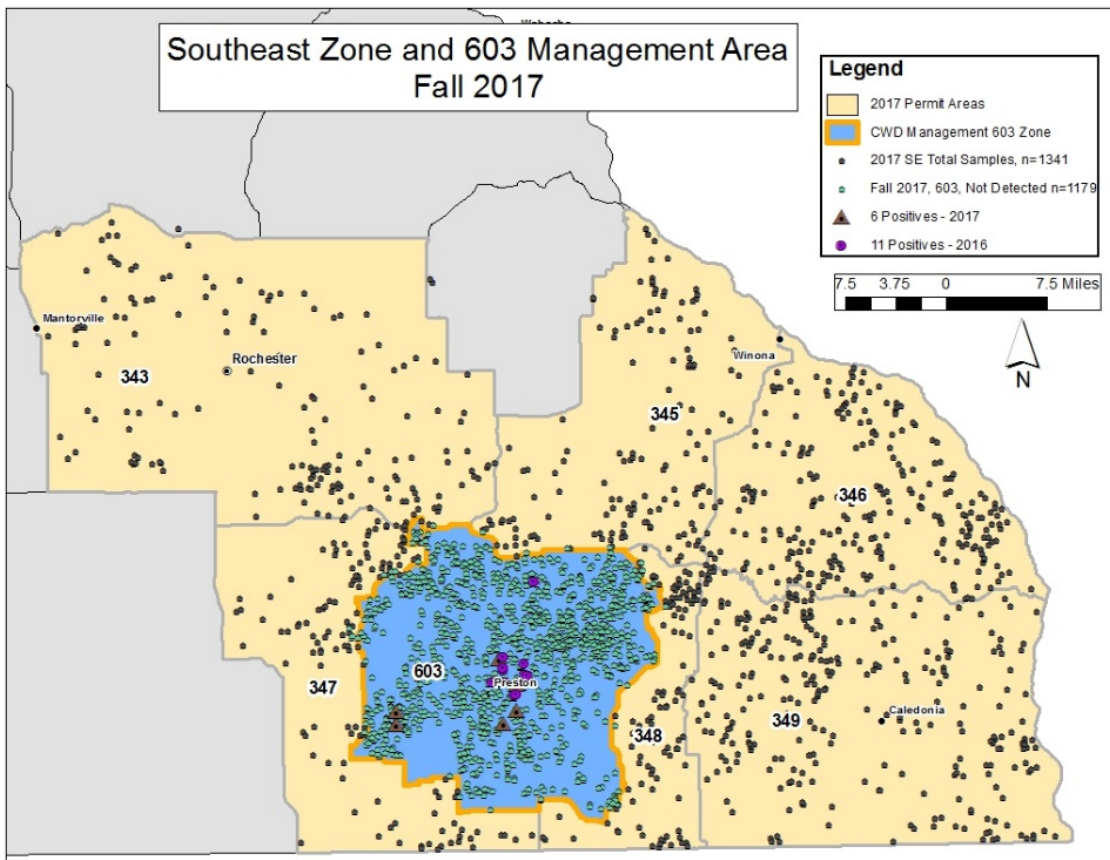 Southeast Zone and 603 Management Area
Fall 2017
Legend
2017 Permit Areas
CWD Management 603 Zone
2017 SE Total Samples, n=1341
Fall 2017, 603, Not Detected n=1179
6 Positives - 2017
11 Positives - 2016
7.5 3.75 0 7.5 Miles
N
Mantorville
Rochester
Winona
343
345
346
603
Preston
347
348
349
Caledonia